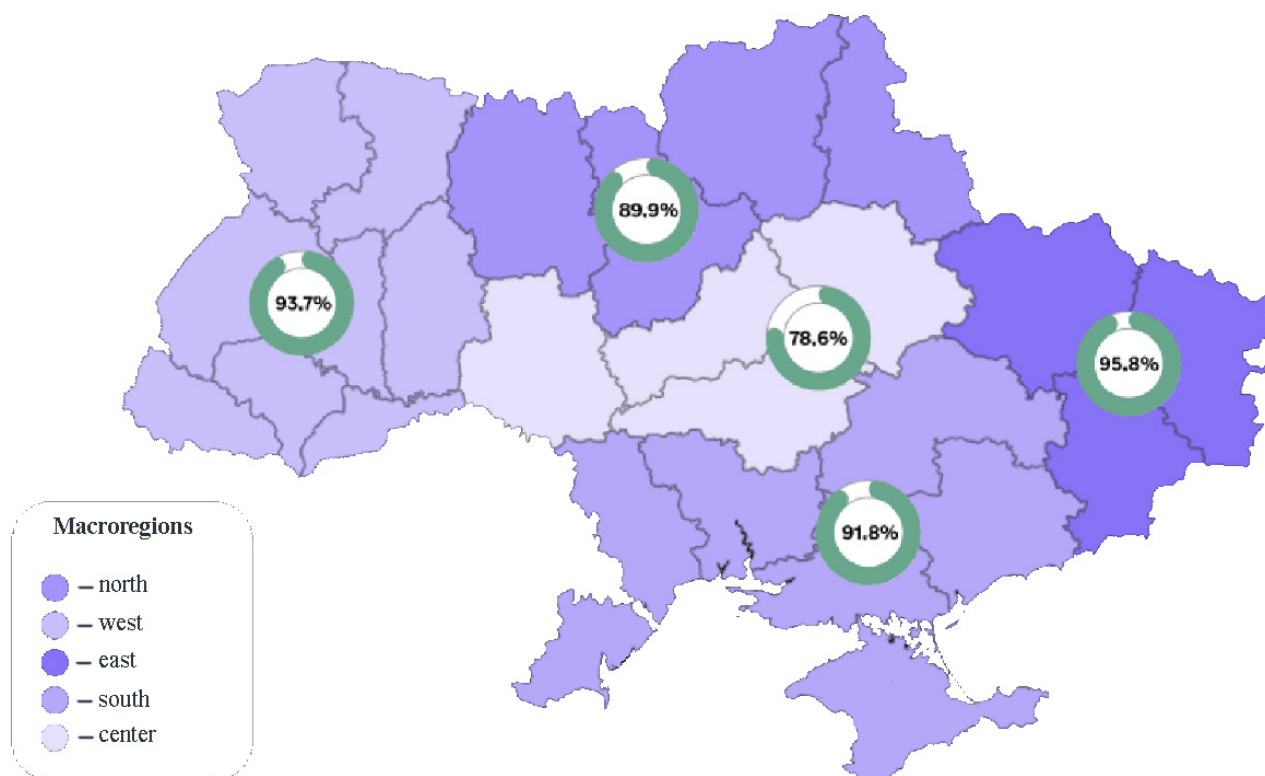 89.9%
93.7%
78.6%
95.8%
91.8%
Macroregions
– north
– west
– east
– south
– center